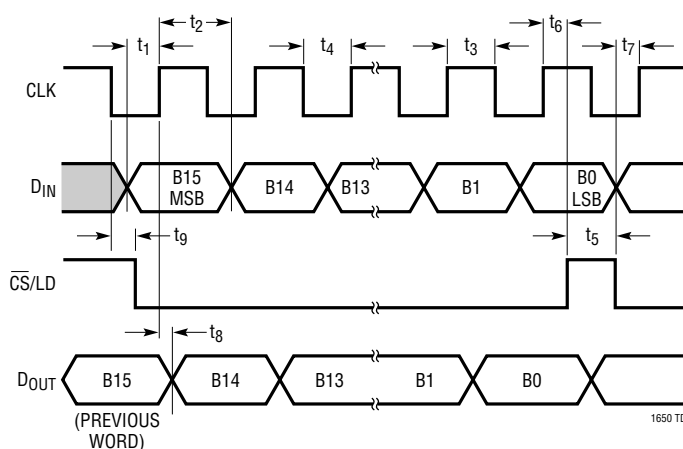 t1 t2 t4 t3 t6 t7
CLK
DIN B15 MSB B14 B13 B1 B0 LSB
t9 t5
CS/LD
t8
DOUT B15 B14 B13 B1 B0
(PREVIOUS
WORD)
1650 TD